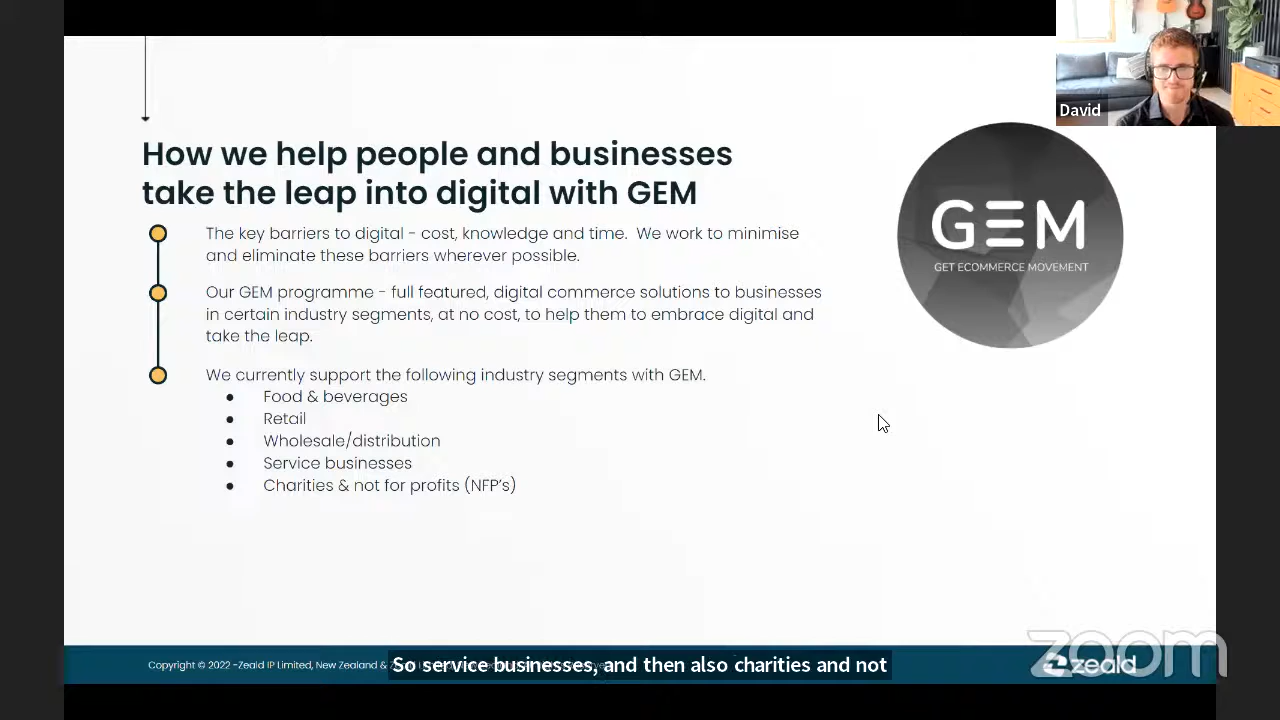 David
How we help people and businesses
take the leap into digital with GEM
GEM
GET ECOMMERCE MOVEMENT
The key barriers to digital - cost, knowledge and time. We work to minimise
and eliminate these barriers wherever possible.
Our GEM programme - full featured, digital commerce solutions to businesses
in certain industry segments, at no cost, to help them to embrace digital and
take the leap.
We currently support the following industry segments with GEM.
● Food & beverages
● Retail
● Wholesale/distribution
● Service businesses
● Charities & not for profits (NFP's)
zoom
Copyright © 2022 -Zeald IP Limited, New Zealand &
So service businesses, and then also charities and not
zeald